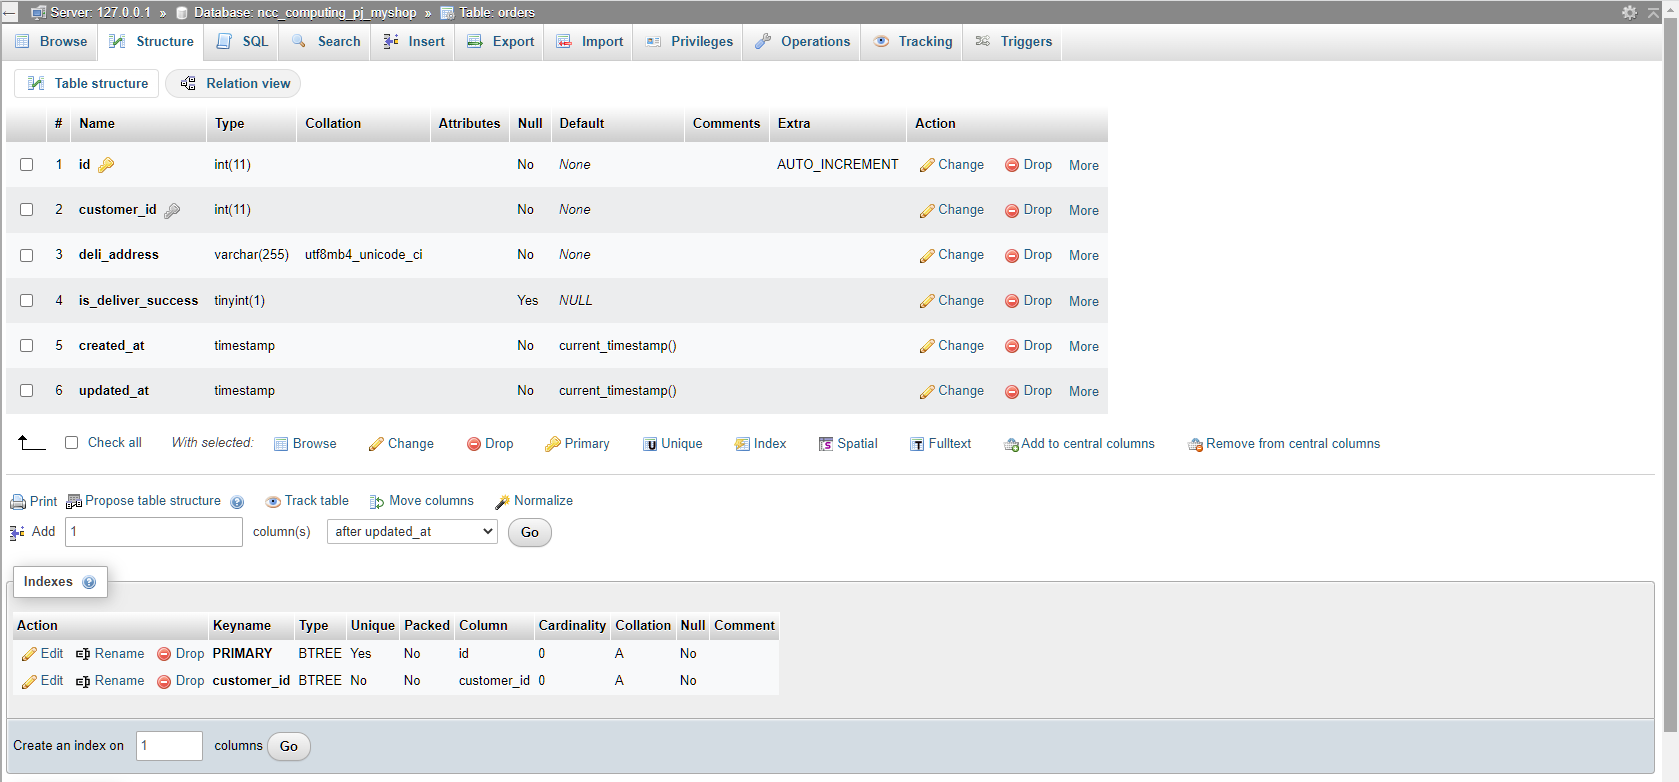 Server: 127.0.0.1 » Database: ncc_computing_pj_myshop » Table: orders
Browse Structure SQL Search Insert Export Import Privileges Operations Tracking Triggers
Table structure Relation view
# Name Type Collation Attributes Null Default Comments Extra Action
1 id int(11) No None AUTO_INCREMENT Change Drop More
2 customer_id int(11) No None Change Drop More
3 deli_address varchar(255) utf8mb4_unicode_ci No None Change Drop More
4 is_deliver_success tinyint(1) Yes NULL Change Drop More
5 created_at timestamp No current_timestamp() Change Drop More
6 updated_at timestamp No current_timestamp() Change Drop More
Check all With selected: Browse Change Drop Primary Unique Index Spatial Fulltext Add to central columns Remove from central columns
Print Propose table structure Track table Move columns Normalize
Add 1 column(s) after updated_at Go
Indexes
Action Keyname Type Unique Packed Column Cardinality Collation Null Comment
Edit Rename Drop PRIMARY BTREE Yes No id 0 A No
Edit Rename Drop customer_id BTREE No No customer_id 0 A No
Create an index on 1 columns Go